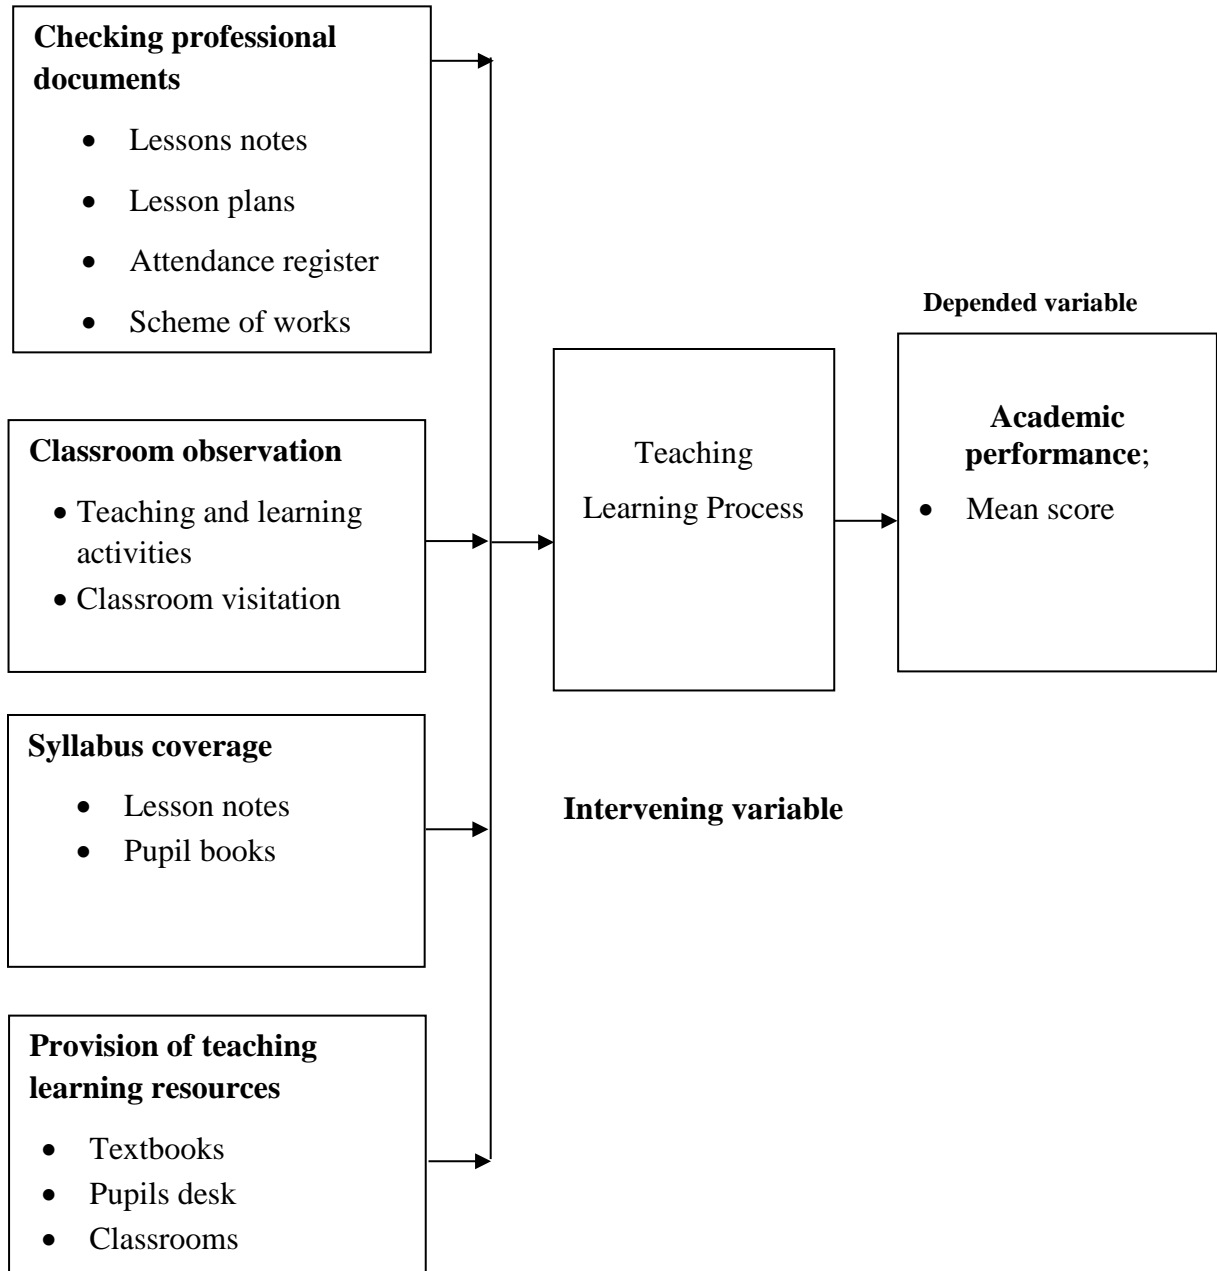 Checking professional
documents
• Lessons notes
• Lesson plans
• Attendance register
• Scheme of works
Classroom observation
• Teaching and learning
activities
• Classroom visitation
Syllabus coverage
• Lesson notes
• Pupil books
Provision of teaching
learning resources
• Textbooks
• Pupils desk
• Classrooms
Teaching
Learning Process
Intervening variable
Depended variable
Academic
performance;
• Mean score